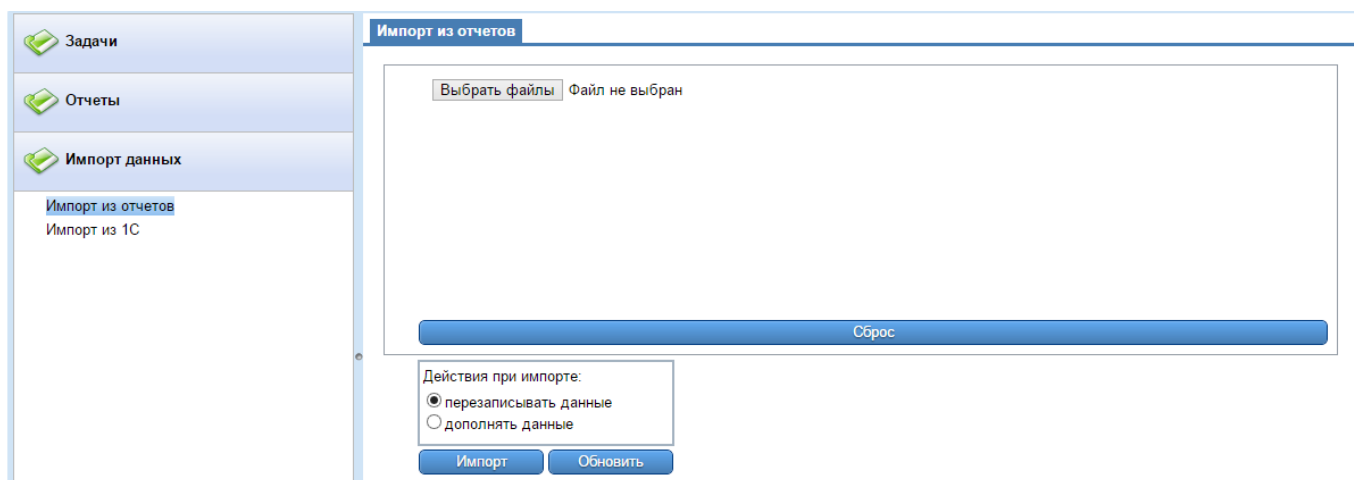 Задачи
Отчеты
Импорт данных
Импорт из отчетов
Импорт из 1С
Импорт из отчетов
Выбрать файлы Файл не выбран
Сброс
Действия при импорте:
перезаписывать данные
дополнять данные
Импорт Обновить